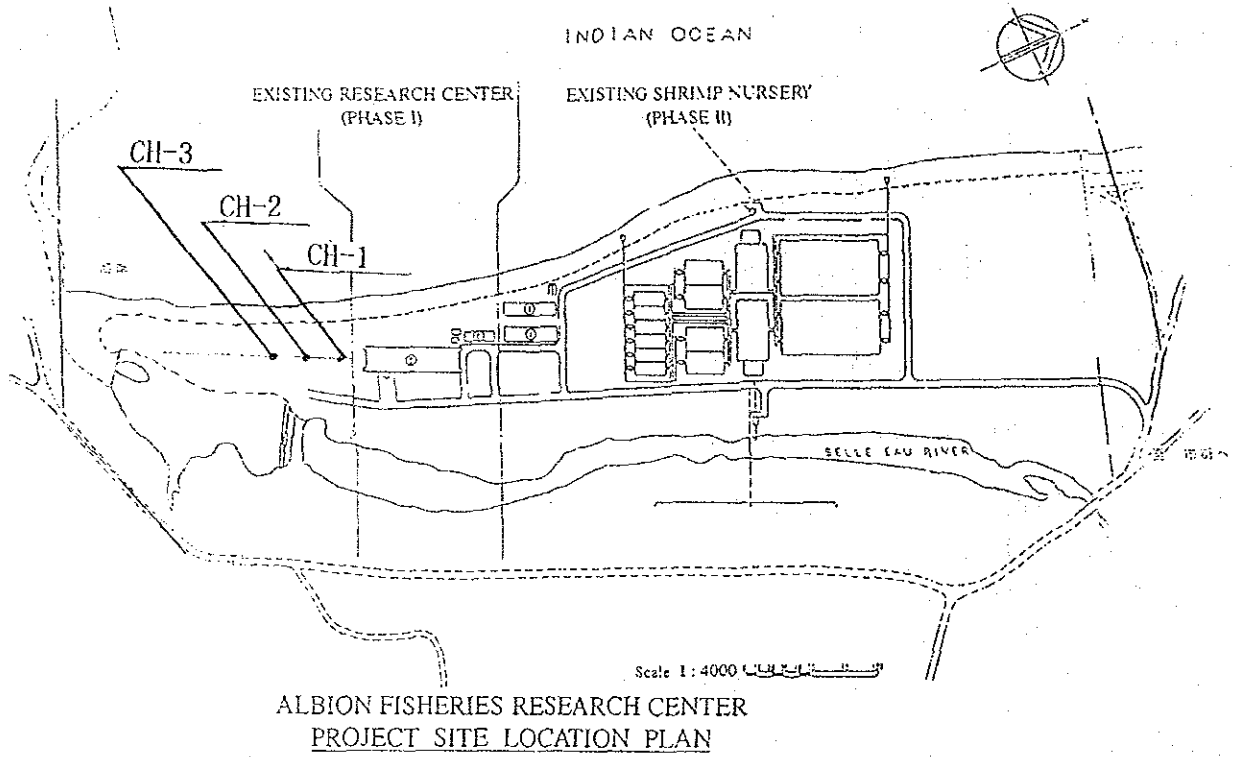 INDIAN OCEAN
EXISTING RESEARCH CENTER
(PHASE I)
EXISTING SHRIMP NURSERY
(PHASE II)
CH-3
CH-2
CH-1
BELLE EAU RIVER
Scale 1:4000
ALBION FISHERIES RESEARCH CENTER
PROJECT SITE LOCATION PLAN